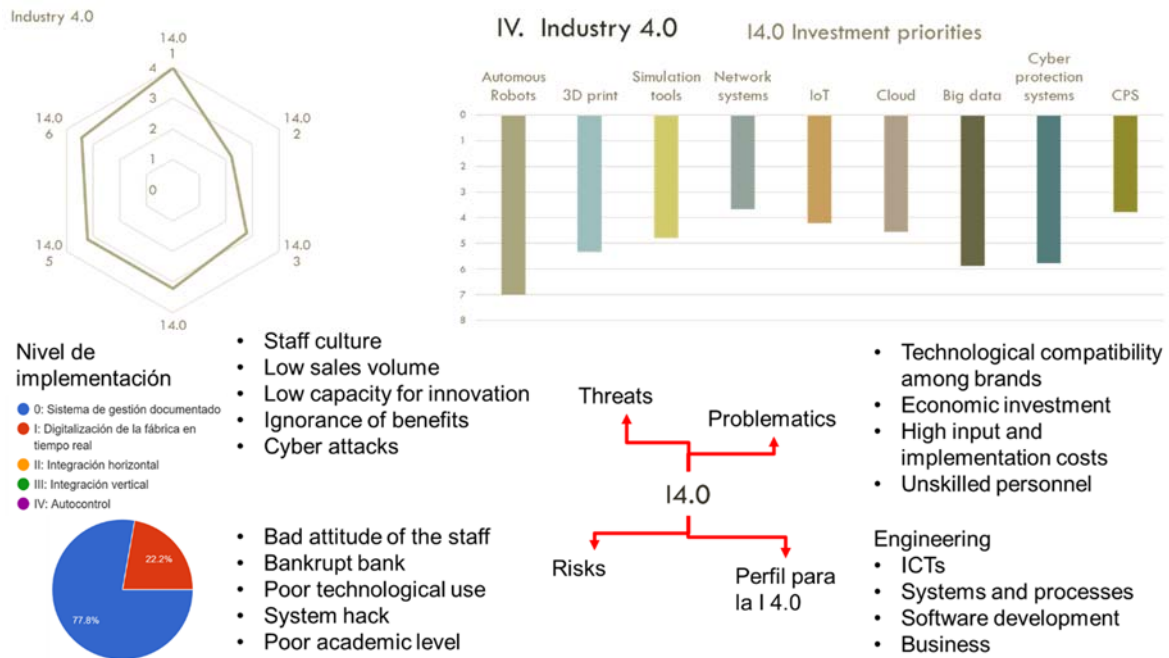 Industry 4.0
14.0
1
4
3
2
1
0
14.0
2
14.0
3
14.0
14.0
5
14.0
6
IV. Industry 4.0
I4.0 Investment priorities
Automous
Robots
3D print
Simulation
tools
Network
systems
IoT
Cloud
Big data
Cyber
protection
systems
CPS
0
1
2
3
4
5
6
7
8
Nivel de
implementación
0: Sistema de gestión documentado
I: Digitalización de la fábrica en
tiempo real
II: Integración horizontal
III: Integración vertical
IV: Autocontrol
22.2%
77.8%
• Staff culture
• Low sales volume
• Low capacity for innovation
• Ignorance of benefits
• Cyber attacks
• Bad attitude of the staff
• Bankrupt bank
• Poor technological use
• System hack
• Poor academic level
Threats
Problematics
I4.0
Risks
Perfil para
la I 4.0
• Technological compatibility
among brands
• Economic investment
• High input and
implementation costs
• Unskilled personnel
Engineering
• ICTs
• Systems and processes
• Software development
• Business